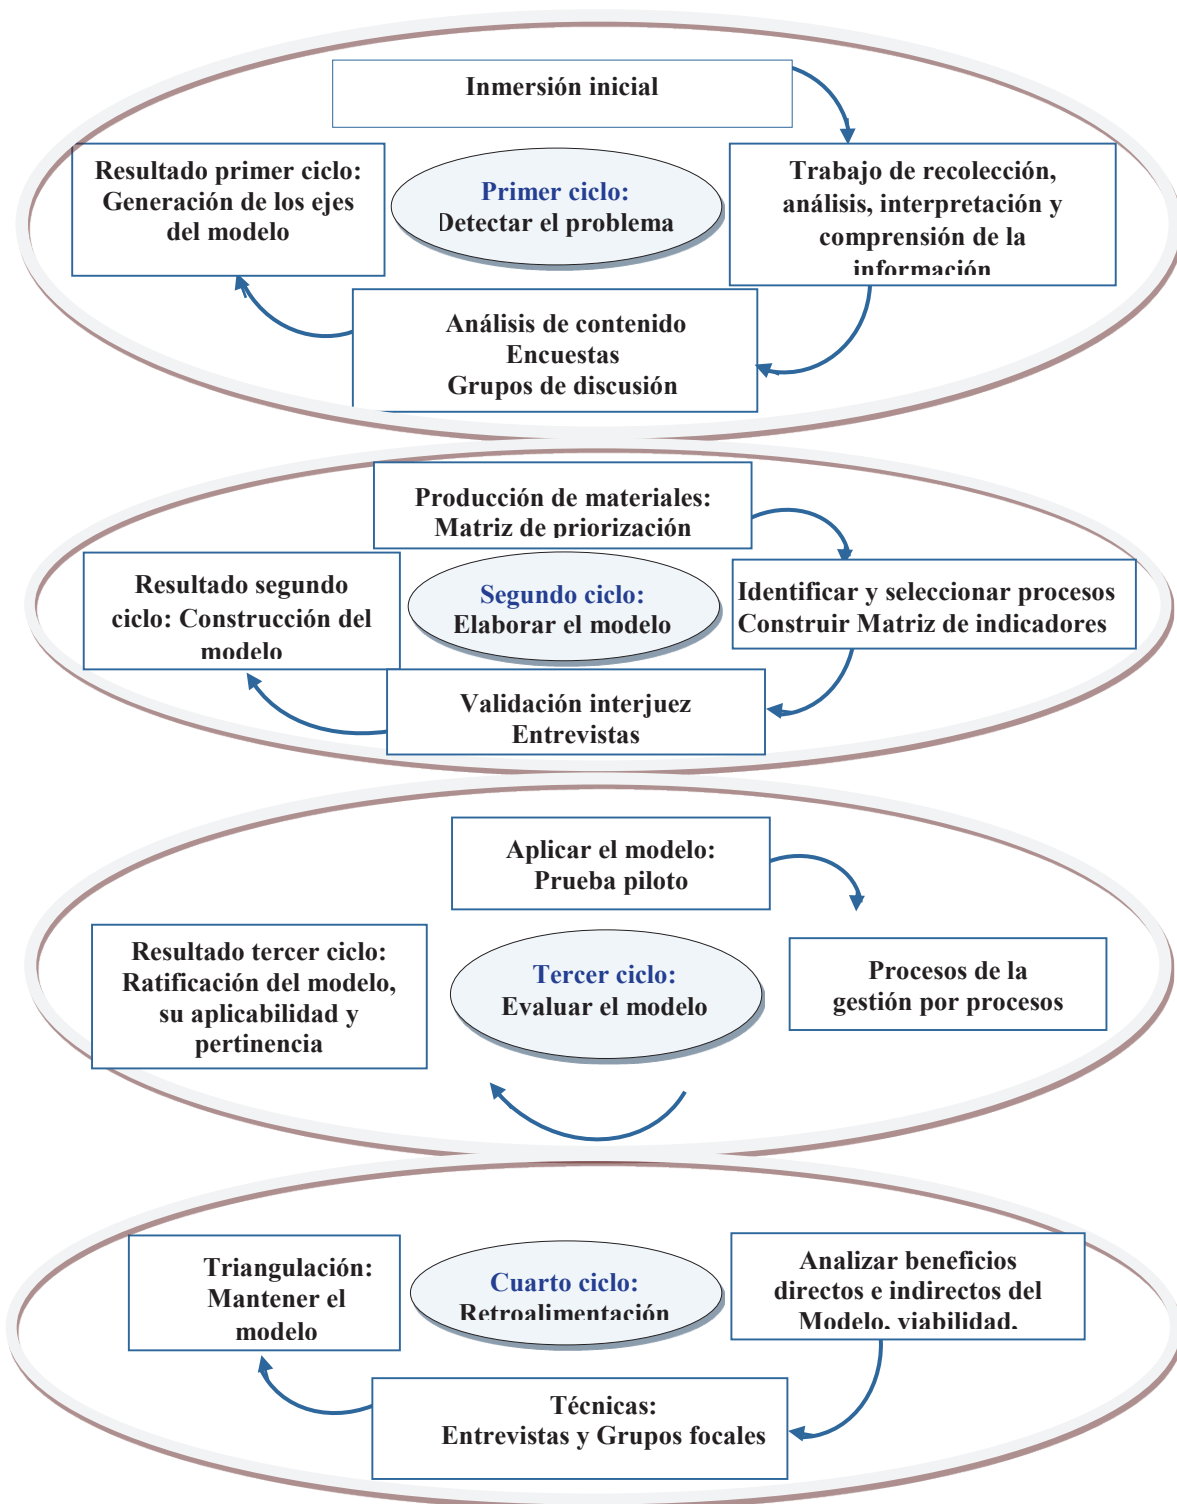 Inmersión inicial
Resultado primer ciclo:
Generación de los ejes
del modelo
Primer ciclo:
Detectar el problema
Trabajo de recolección,
análisis, interpretación y
comprensión de la
información
Análisis de contenido
Encuestas
Grupos de discusión
Producción de materiales:
Matriz de priorización
Resultado segundo
ciclo: Construcción del
modelo
Segundo ciclo:
Elaborar el modelo
Identificar y seleccionar procesos
Construir Matriz de indicadores
Validación interjuez
Entrevistas
Aplicar el modelo:
Prueba piloto
Resultado tercer ciclo:
Ratificación del modelo,
su aplicabilidad y
pertinencia
Tercer ciclo:
Evaluar el modelo
Procesos de la
gestión por procesos
Triangulación:
Mantener el
modelo
Cuarto ciclo:
Retroalimentación
Analizar beneficios
directos e indirectos del
Modelo, viabilidad,
Técnicas:
Entrevistas y Grupos focales